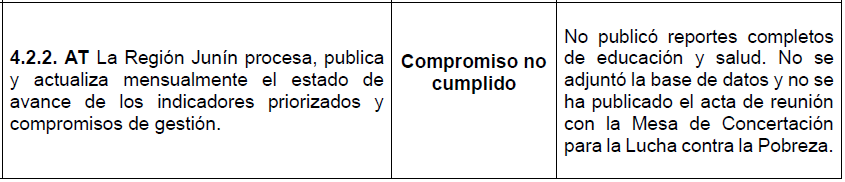 4.2.2. AT La Región Junín procesa, publica
y actualiza mensualmente el estado de
avance de los indicadores priorizados y
compromisos de gestión.
Compromiso no
cumplido
No publicó reportes completos
de educación y salud. No se
adjuntó la base de datos y no se
ha publicado el acta de reunión
con la Mesa de Concertación
para la Lucha contra la Pobreza.